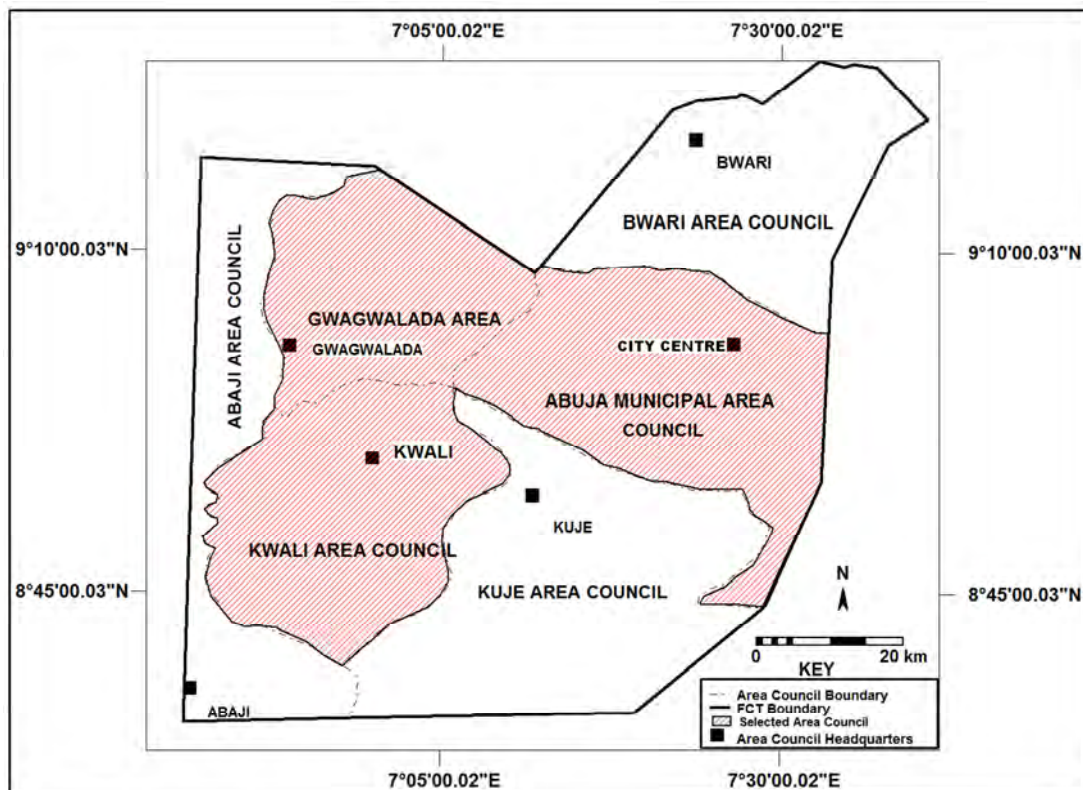 7°05'00.02"E
7°30'00.02"E
BWARI
BWARI AREA COUNCIL
9°10'00.03"N
9°10'00.03"N
ABAJI AREA COUNCIL
GWAGWALADA AREA
GWAGWALADA
CITY CENTRE
ABUJA MUNICIPAL AREA
COUNCIL
KWALI
KUJE
KWALI AREA COUNCIL
KUJE AREA COUNCIL
8°45'00.03"N
8°45'00.03"N
N
0
20 km
KEY
Area Council Boundary
FCT Boundary
Selected Area Council
Area Council Headquarters
ABAJI
7°05'00.02"E
7°30'00.02"E